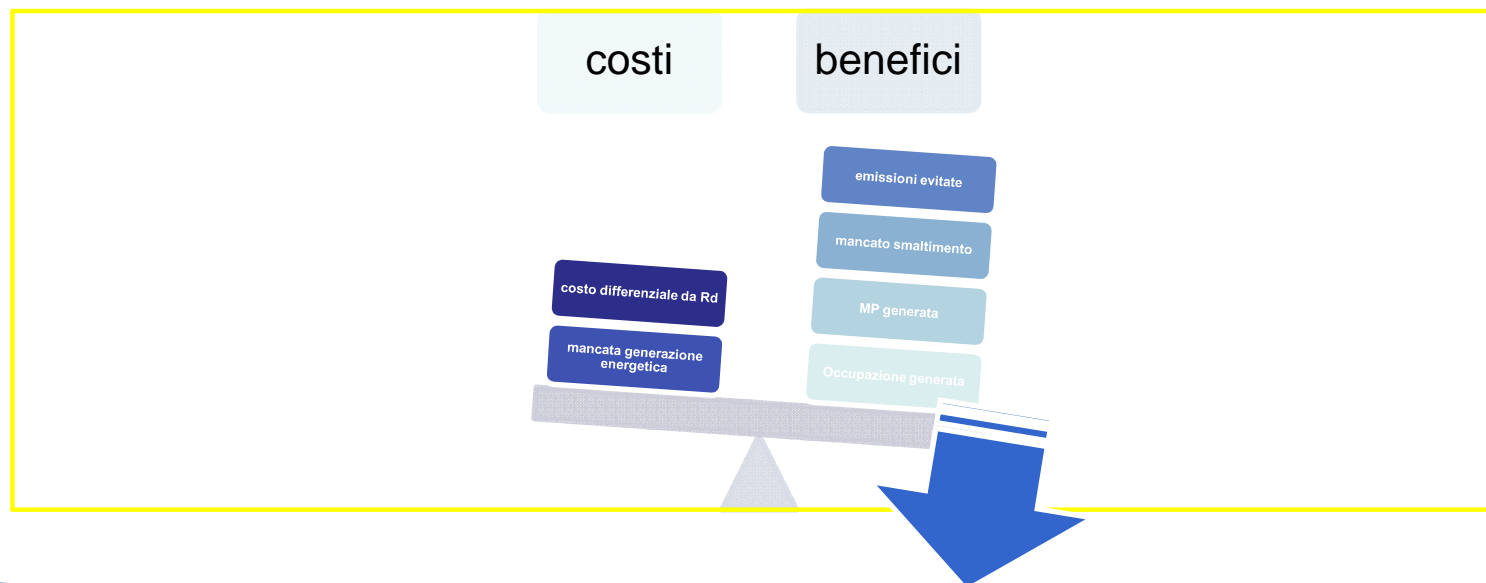 costi
benefici
emissioni evitate
mancato smaltimento
MP generata
Occupazione generata
costo differenziale da Rd
mancata generazione
energetica